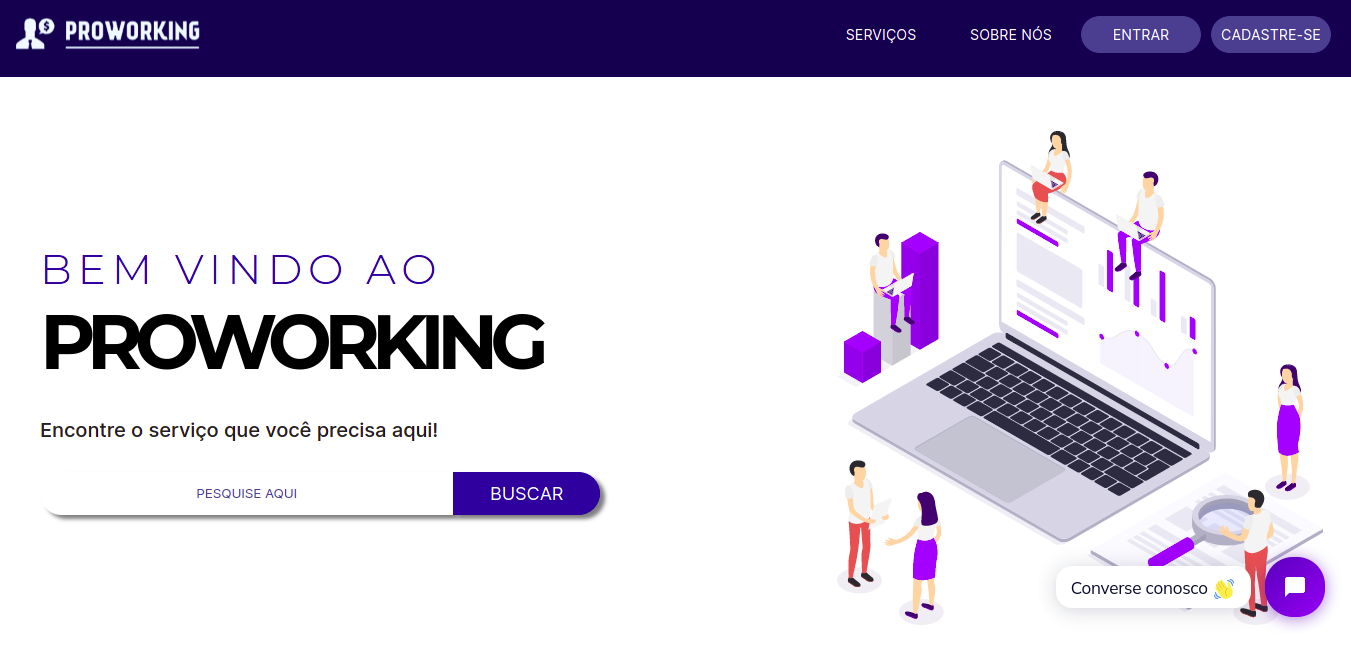 PROWORKING
SERVIÇOS
SOBRE NÓS
ENTRAR
CADASTRE-SE
BEM VINDO AO
PROWORKING
Encontre o serviço que você precisa aqui!
PESQUISE AQUI
BUSCAR
Converse conosco 👋